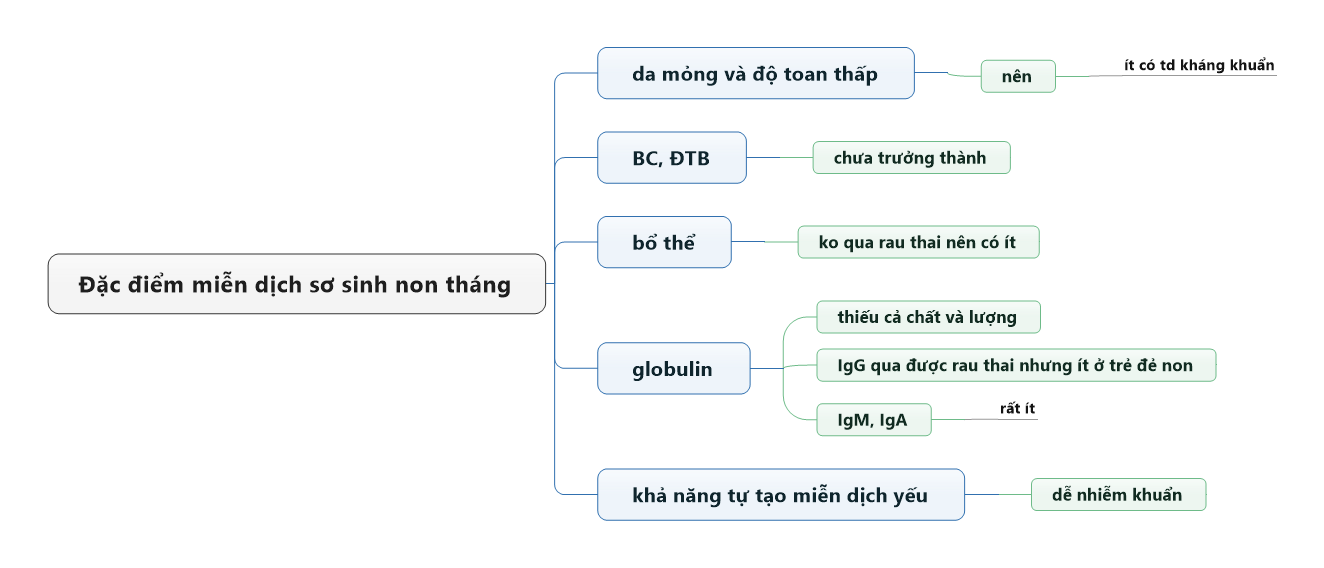 Đặc điểm miễn dịch sơ sinh non tháng
da mỏng và độ toan thấp
nên
ít có td kháng khuẩn
BC, ĐTB
chưa trưởng thành
bổ thể
ko qua rau thai nên có ít
globulin
thiếu cả chất và lượng
IgG qua được rau thai nhưng ít ở trẻ đẻ non
IgM, IgA
rất ít
khả năng tự tạo miễn dịch yếu
dễ nhiễm khuẩn